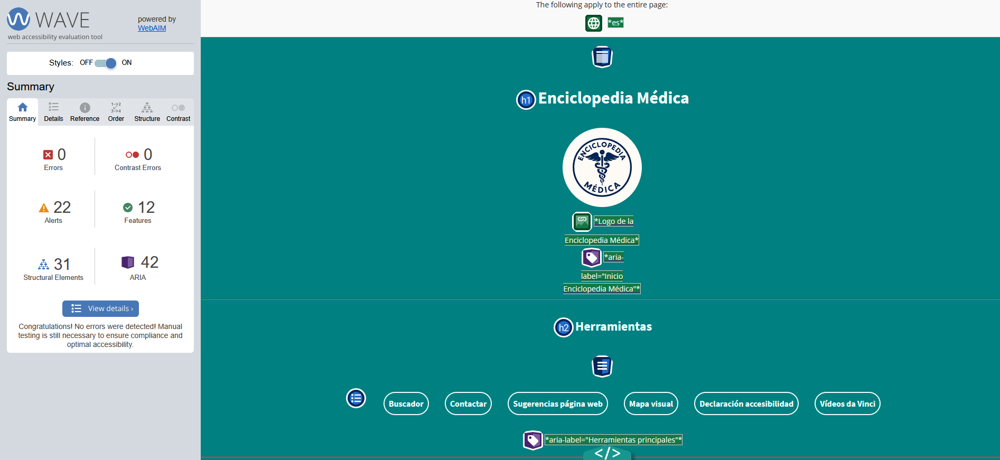 WAVE
web accessibility evaluation tool
powered by
WebAIM
Styles: OFF ON
Summary
Summary Details Reference Order Structure Contrast
0
Errors
0
Contrast Errors
22
Alerts
12
Features
31
Structural Elements
42
ARIA
View details ›
Congratulations! No errors were detected! Manual
testing is still necessary to ensure compliance and
optimal accessibility.
The following apply to the entire page:
*es*
h1 Enciclopedia Médica
ENCICLOPEDIA
MÉDICA
*Logo de la
Enciclopedia Médica*
*aria-
label="Inicio
Enciclopedia Médica"*
h2 Herramientas
Buscador Contactar Sugerencias página web Mapa visual Declaración accesibilidad Vídeos da Vinci
*aria-label="Herramientas principales"*
</>